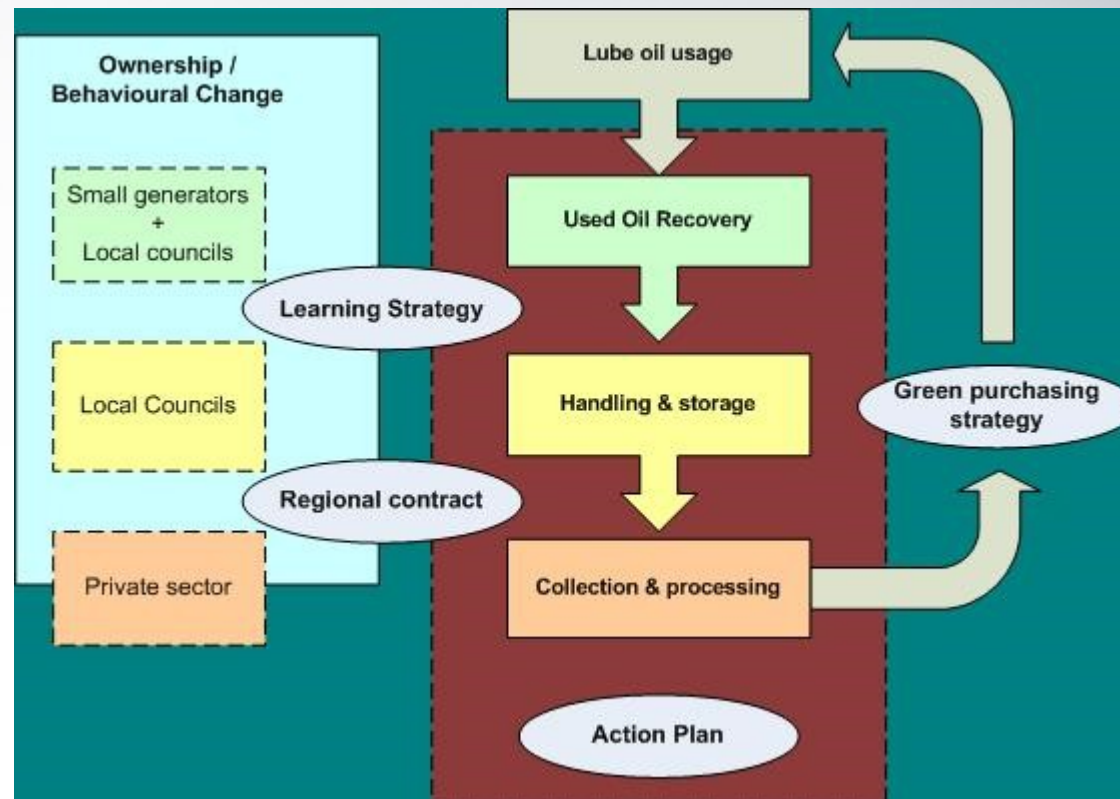 Ownership /
Behavioural Change
Small generators
+
Local councils
Learning Strategy
Local Councils
Regional contract
Private sector
Lube oil usage
Used Oil Recovery
Handling & storage
Collection & processing
Action Plan
Green purchasing
strategy